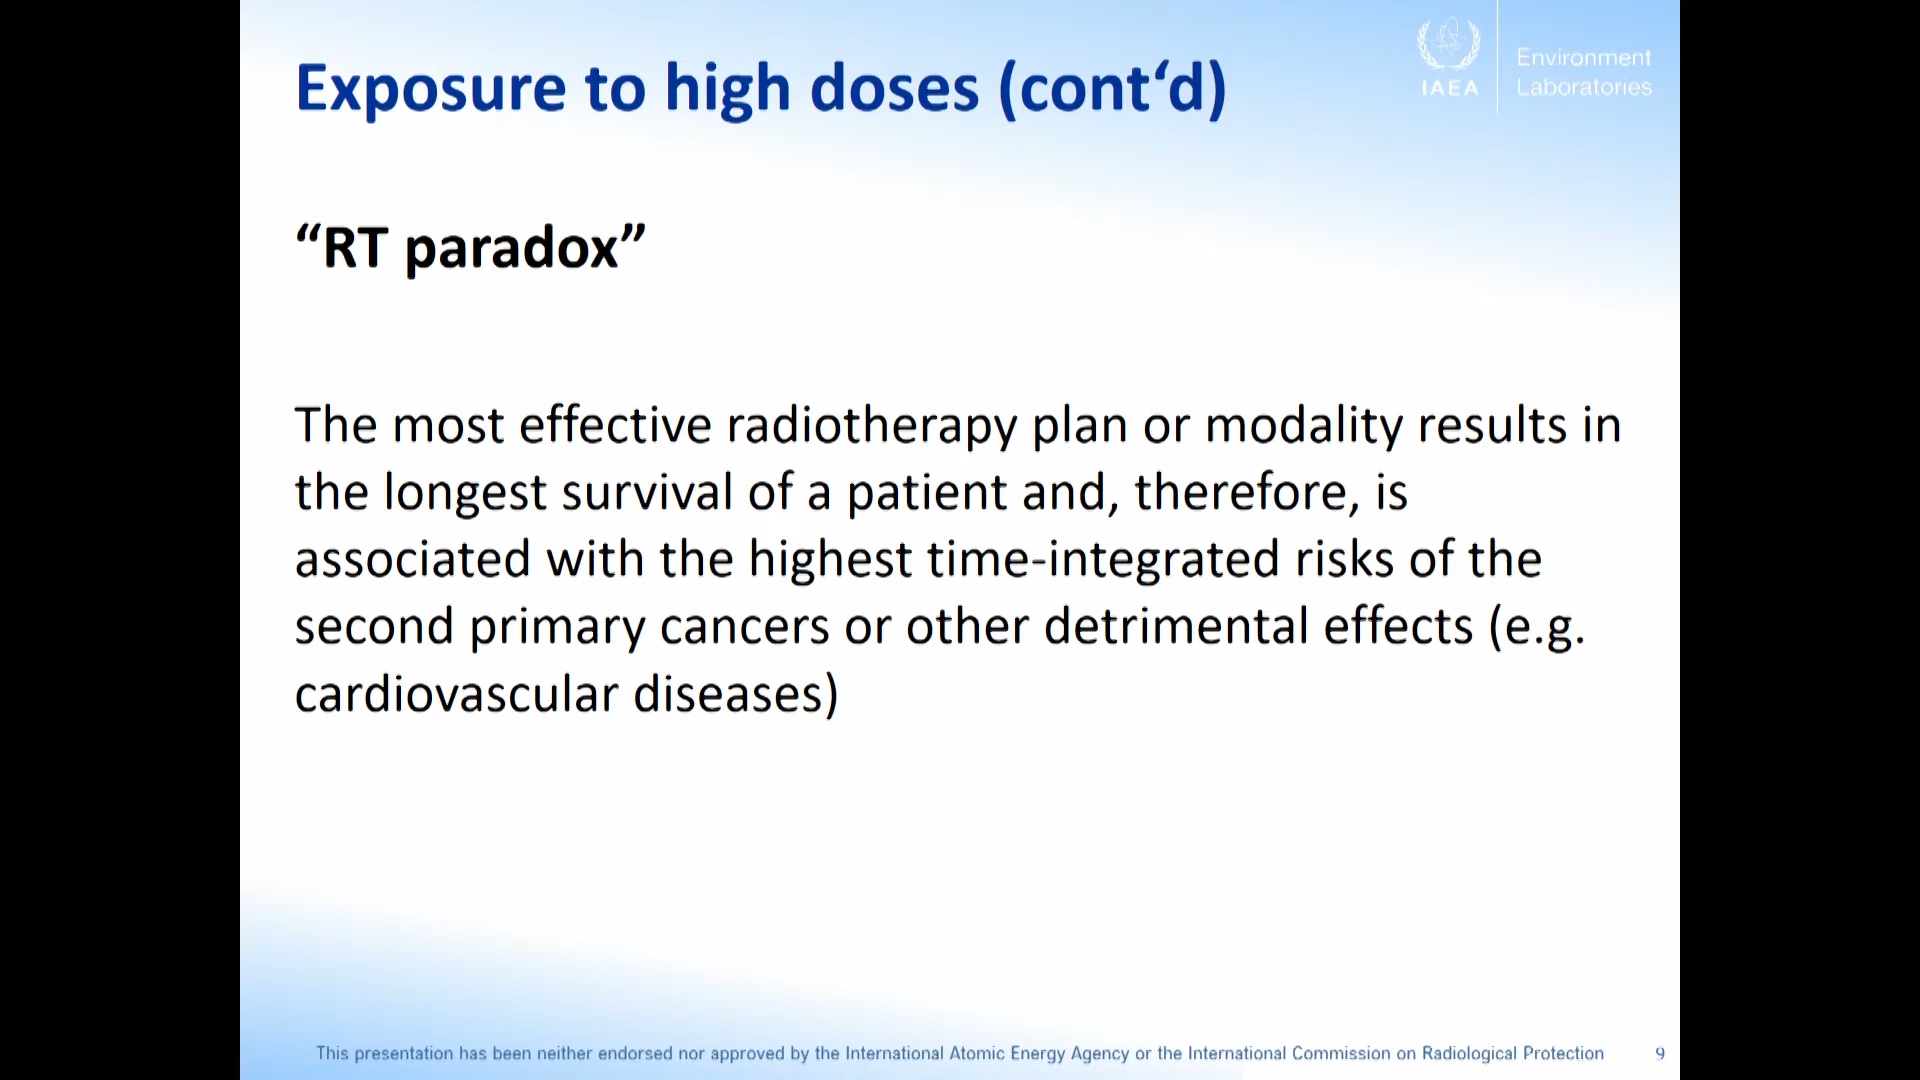 Exposure to high doses (cont‘d)
IAEA
Environment
Laboratories
“RT paradox”
The most effective radiotherapy plan or modality results in
the longest survival of a patient and, therefore, is
associated with the highest time-integrated risks of the
second primary cancers or other detrimental effects (e.g.
cardiovascular diseases)
This presentation has been neither endorsed nor approved by the International Atomic Energy Agency or the International Commission on Radiological Protection
9